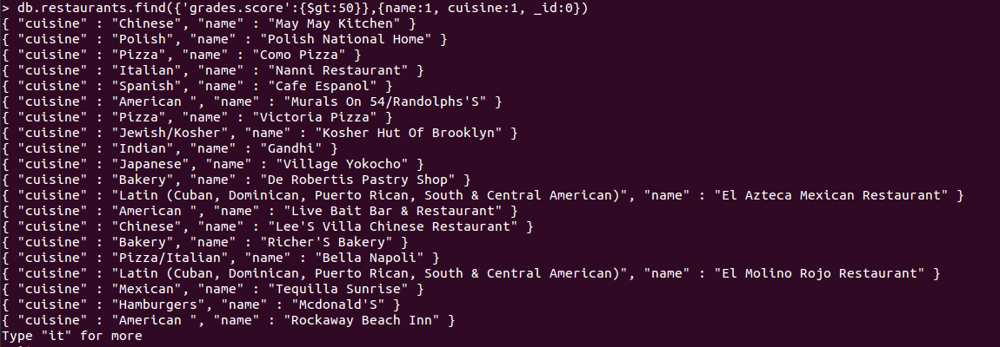 > db.restaurants.find({'grades.score':{$gt:50}},{name:1, cuisine:1, _id:0})
{ "cuisine" : "Chinese", "name" : "May May Kitchen" }
{ "cuisine" : "Polish", "name" : "Polish National Home" }
{ "cuisine" : "Pizza", "name" : "Como Pizza" }
{ "cuisine" : "Italian", "name" : "Nanni Restaurant" }
{ "cuisine" : "Spanish", "name" : "Cafe Espanol" }
{ "cuisine" : "American ", "name" : "Murals On 54/Randolphs'S" }
{ "cuisine" : "Pizza", "name" : "Victoria Pizza" }
{ "cuisine" : "Jewish/Kosher", "name" : "Kosher Hut Of Brooklyn" }
{ "cuisine" : "Indian", "name" : "Gandhi" }
{ "cuisine" : "Japanese", "name" : "Village Yokocho" }
{ "cuisine" : "Bakery", "name" : "De Robertis Pastry Shop" }
{ "cuisine" : "Latin (Cuban, Dominican, Puerto Rican, South & Central American)", "name" : "El Azteca Mexican Restaurant" }
{ "cuisine" : "American ", "name" : "Live Bait Bar & Restaurant" }
{ "cuisine" : "Chinese", "name" : "Lee'S Villa Chinese Restaurant" }
{ "cuisine" : "Bakery", "name" : "Richer'S Bakery" }
{ "cuisine" : "Pizza/Italian", "name" : "Bella Napoli" }
{ "cuisine" : "Latin (Cuban, Dominican, Puerto Rican, South & Central American)", "name" : "El Molino Rojo Restaurant" }
{ "cuisine" : "Mexican", "name" : "Tequilla Sunrise" }
{ "cuisine" : "Hamburgers", "name" : "Mcdonald'S" }
{ "cuisine" : "American ", "name" : "Rockaway Beach Inn" }
Type "it" for more